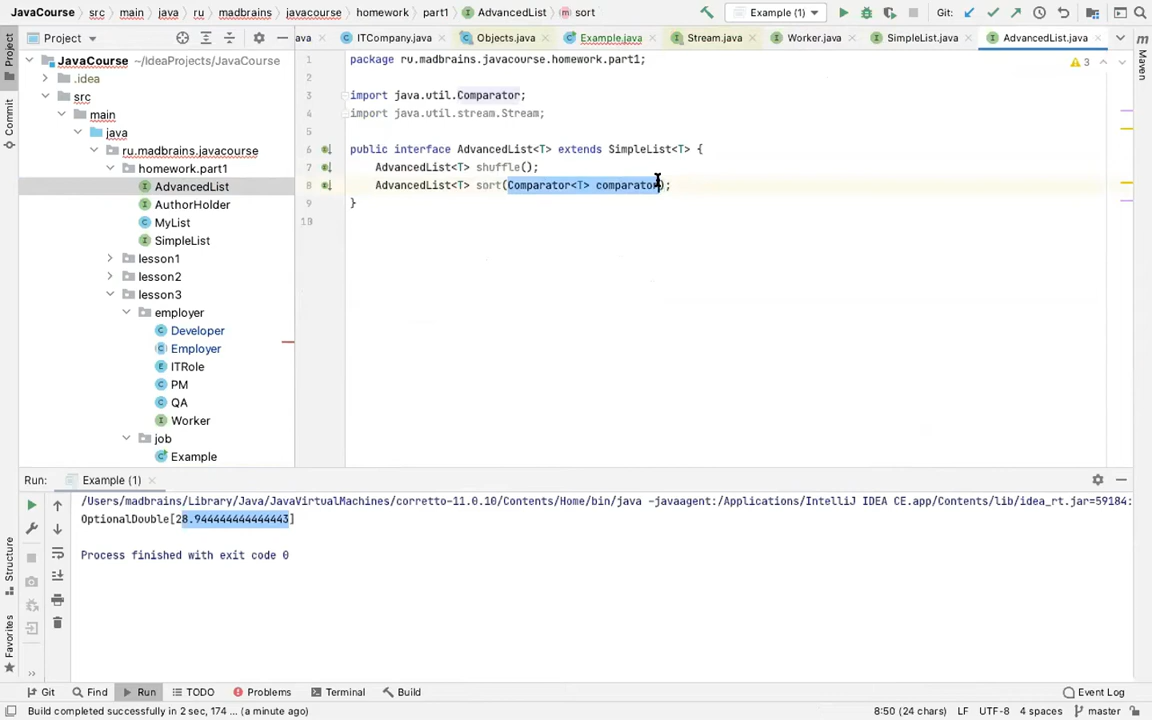 JavaCourse
src
main
java
ru
madbrains
javacourse
homework
part1
AdvancedList
sort
Example (1)
Git:
Project
ava
ITCompany.java
Objects.java
Example.java
Stream.java
Worker.java
SimpleList.java
AdvancedList.java
Project
Commit
Structure
Favorites
Maven
JavaCourse ~/IdeaProjects/JavaCourse
.idea
src
main
java
ru.madbrains.javacourse
homework.part1
AdvancedList
AuthorHolder
MyList
SimpleList
lesson1
lesson2
lesson3
employer
Developer
Employer
ITRole
PM
QA
Worker
job
Example
1 package ru.madbrains.javacourse.homework.part1;
2
3 import java.util.Comparator;
4 import java.util.stream.Stream;
5
6 public interface AdvancedList<T> extends SimpleList<T> {
7 AdvancedList<T> shuffle();
8 AdvancedList<T> sort(Comparator<T> comparator);
9 }
10
3
Run: Example (1)
/Users/madbrains/Library/Java/JavaVirtualMachines/corretto-11.0.10/Contents/Home/bin/java -javaagent:/Applications/IntelliJ IDEA CE.app/Contents/lib/idea_rt.jar=59184:
OptionalDouble[28.944444444444443]
Process finished with exit code 0
Git
Find
Run
TODO
Problems
Terminal
Build
Event Log
Build completed successfully in 2 sec, 174 ... (a minute ago)
8:50 (24 chars)
LF
UTF-8
4 spaces
master